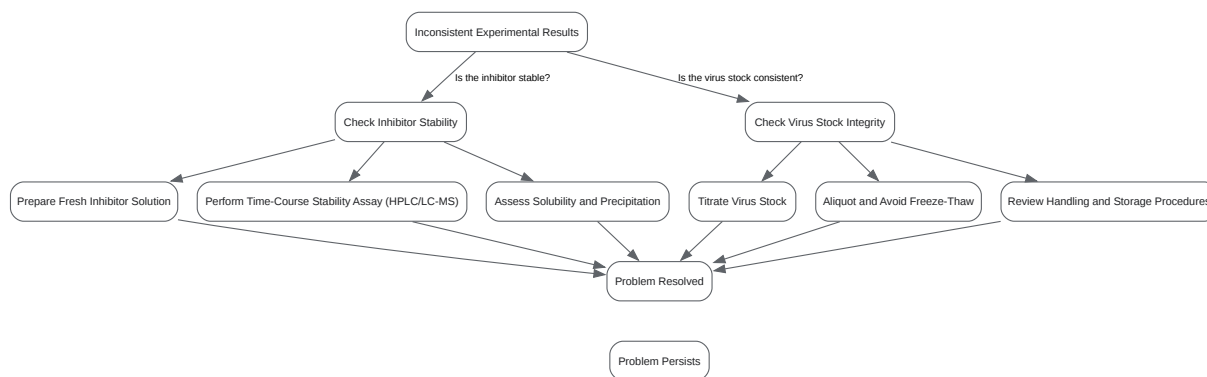 Inconsistent Experimental Results
Is the inhibitor stable?
Is the virus stock consistent?
Check Inhibitor Stability
Check Virus Stock Integrity
Prepare Fresh Inhibitor Solution
Perform Time-Course Stability Assay (HPLC/LC-MS)
Assess Solubility and Precipitation
Titrate Virus Stock
Aliquot and Avoid Freeze-Thaw
Review Handling and Storage Procedures
Problem Resolved
Problem Persists